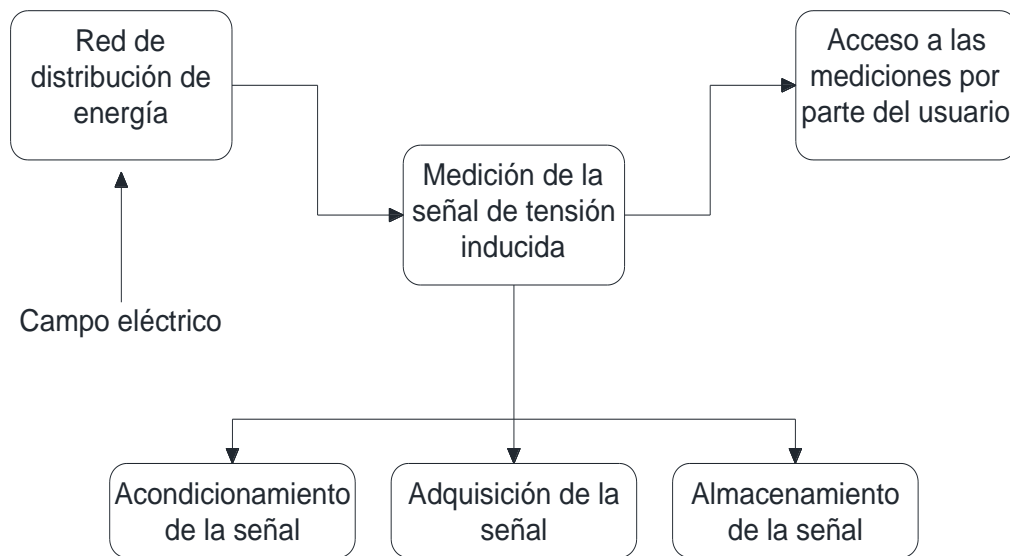 Red de
distribución de
energía
Acceso a las
mediciones por
parte del usuario
Medición de la
señal de tensión
inducida
Campo eléctrico
Acondicionamiento
de la señal
Adquisición de la
señal
Almacenamiento
de la señal